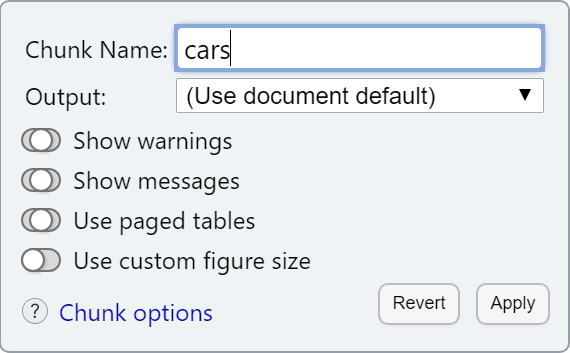 Chunk Name: cars
Output: (Use document default)
Show warnings
Show messages
Use paged tables
Use custom figure size
? Chunk options Revert Apply